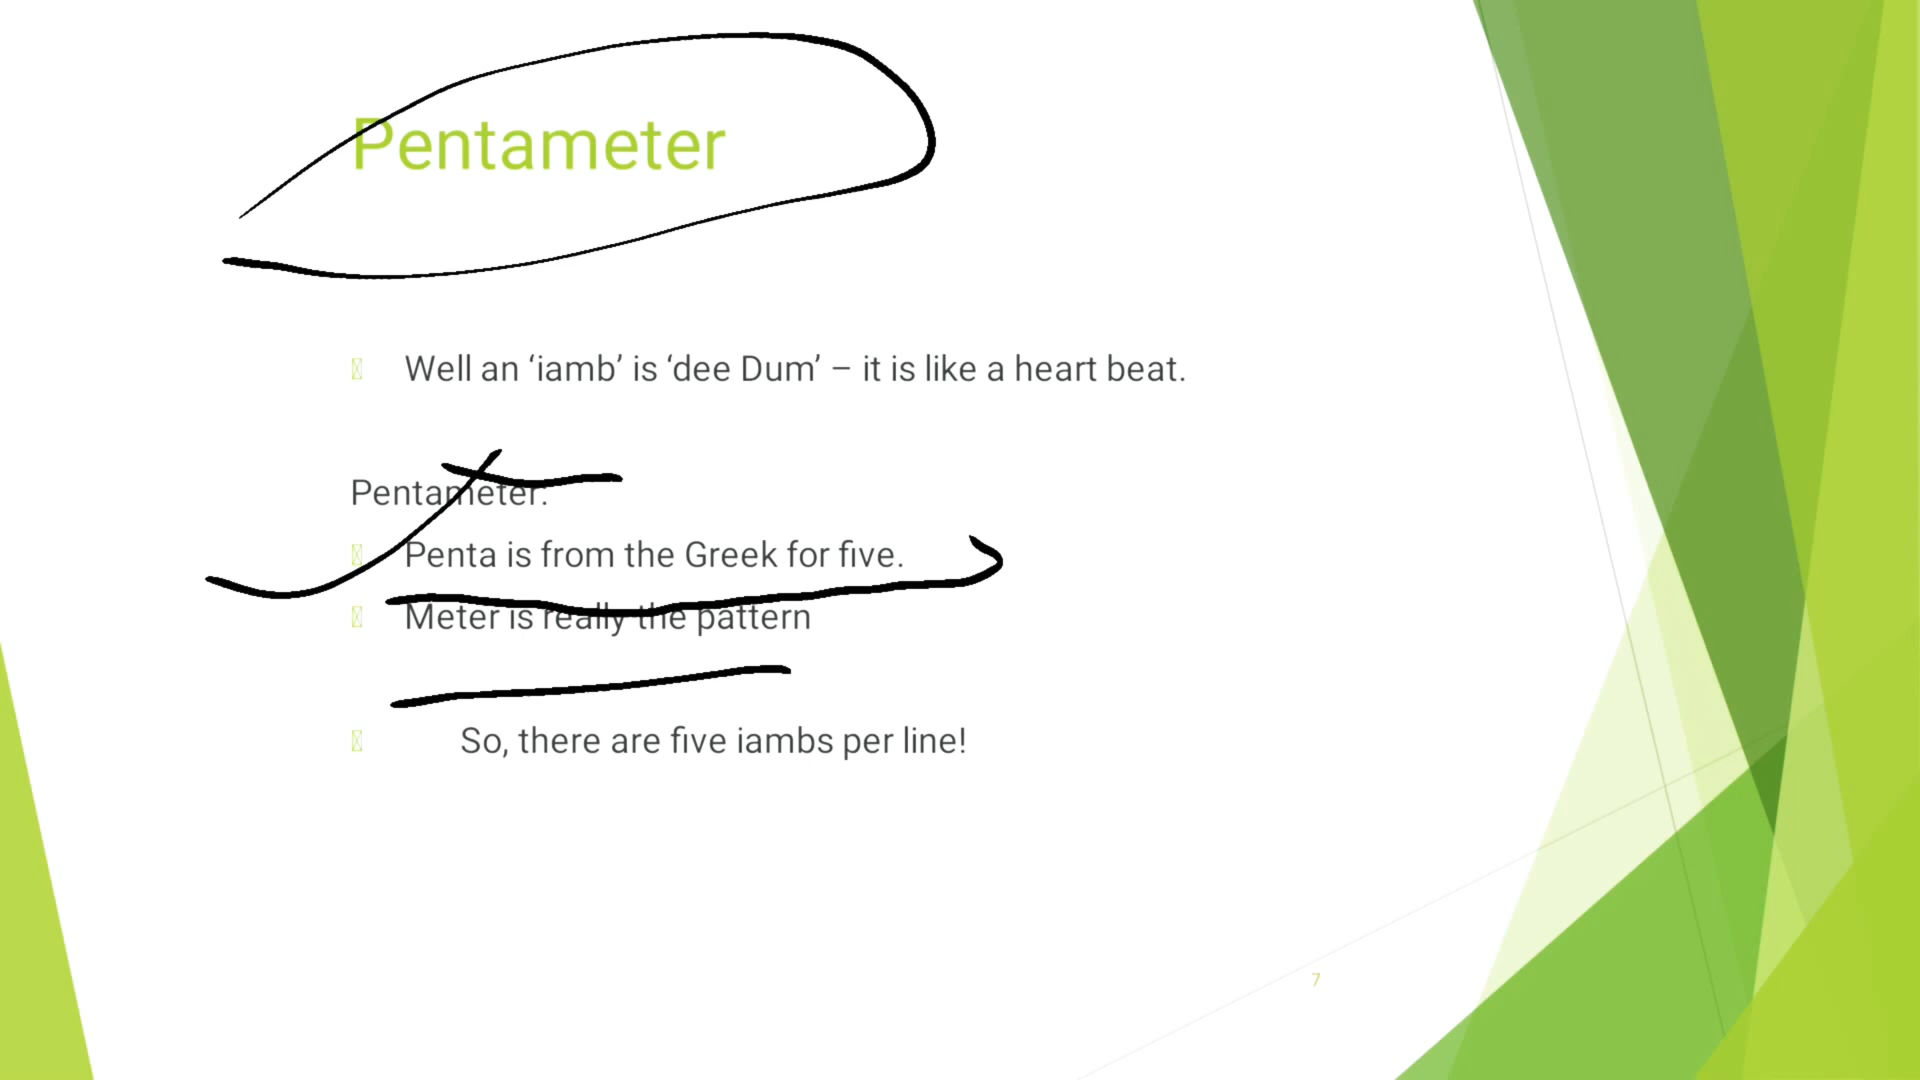 Pentameter
Well an ‘iamb’ is ‘dee Dum’ – it is like a heart beat.
Pentameter:
Penta is from the Greek for five.
Meter is really the pattern
So, there are five iambs per line!
7